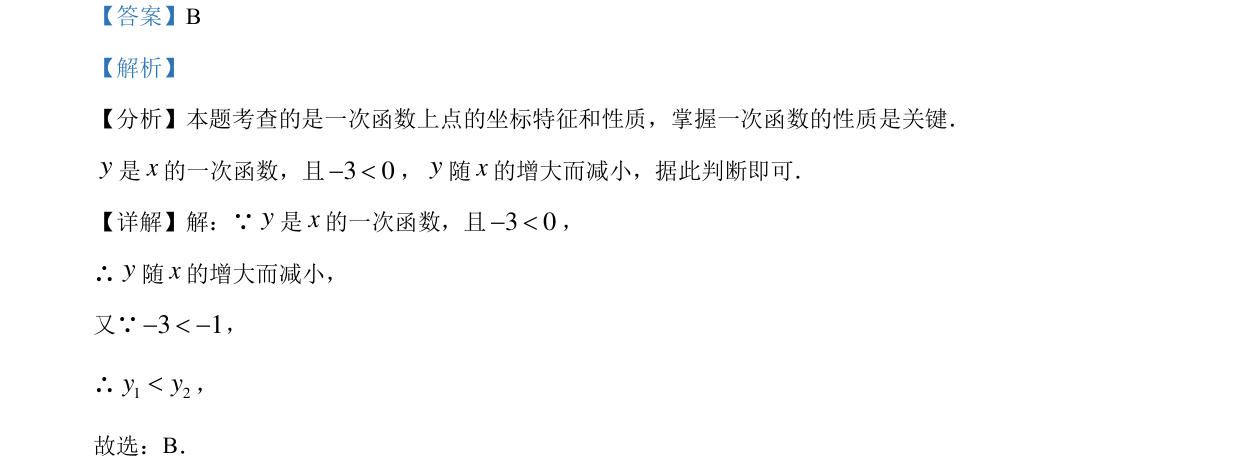 【答案】B
【解析】
【分析】本题考查的是一次函数上点的坐标特征和性质，掌握一次函数的性质是关键．
y 是 x 的一次函数，且 −3 < 0 ， y 随 x 的增大而减小，据此判断即可．
【详解】解：∵ y 是 x 的一次函数，且 −3 < 0 ，
∴ y 随 x 的增大而减小，
又∵ −3 < −1，
∴ y₁ < y₂ ，
故选：B．